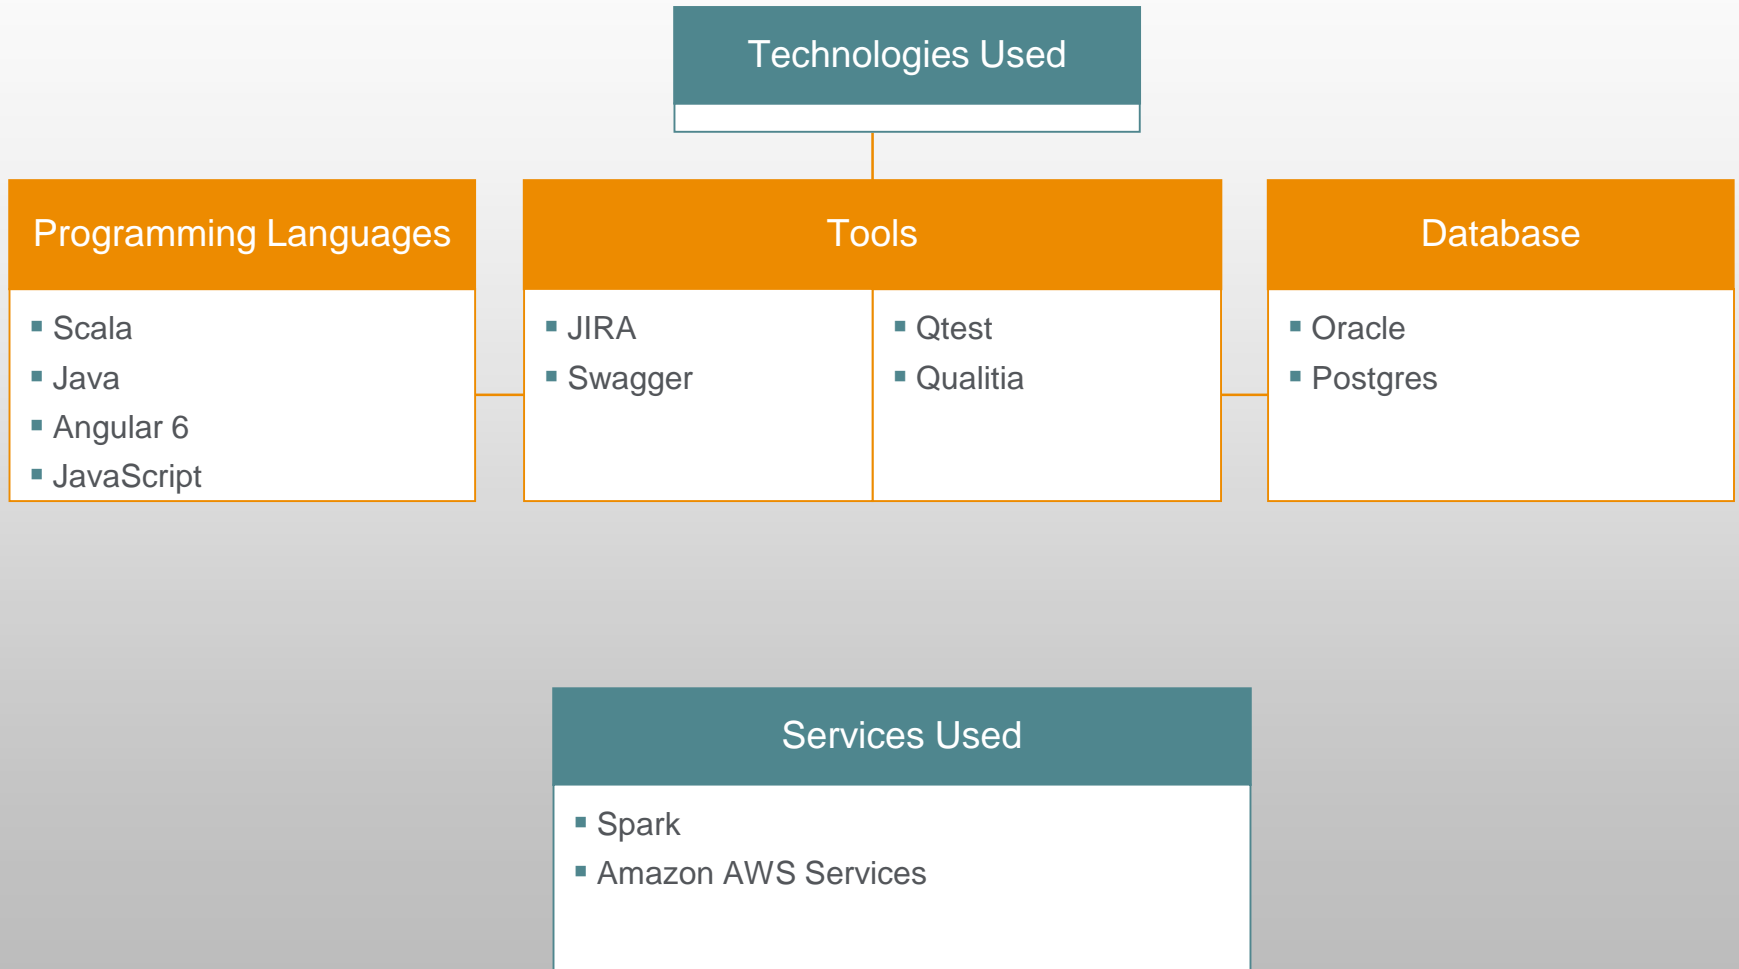 Technologies Used
Programming Languages
▪ Scala
▪ Java
▪ Angular 6
▪ JavaScript
Tools
▪ JIRA
▪ Swagger
▪ Qtest
▪ Qualitia
Database
▪ Oracle
▪ Postgres
Services Used
▪ Spark
▪ Amazon AWS Services